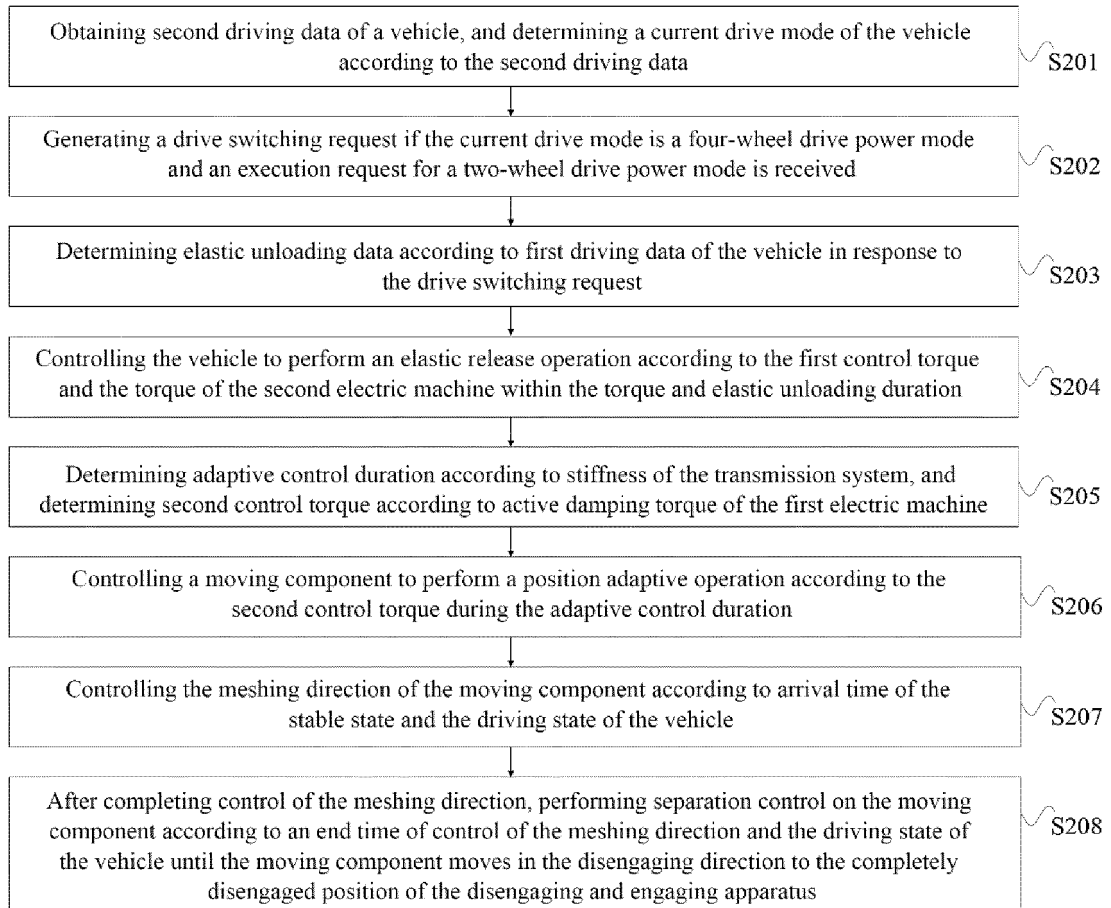 Obtaining second driving data of a vehicle, and determining a current drive mode of the vehicle
according to the second driving data
S201
Generating a drive switching request if the current drive mode is a four-wheel drive power mode
and an execution request for a two-wheel drive power mode is received
S202
Determining elastic unloading data according to first driving data of the vehicle in response to
the drive switching request
S203
Controlling the vehicle to perform an elastic release operation according to the first control torque
and the torque of the second electric machine within the torque and elastic unloading duration
S204
Determining adaptive control duration according to stiffness of the transmission system, and
determining second control torque according to active damping torque of the first electric machine
S205
Controlling a moving component to perform a position adaptive operation according to the
second control torque during the adaptive control duration
S206
Controlling the meshing direction of the moving component according to arrival time of the
stable state and the driving state of the vehicle
S207
After completing control of the meshing direction, performing separation control on the moving
component according to an end time of control of the meshing direction and the driving state of
the vehicle until the moving component moves in the disengaging direction to the completely
disengaged position of the disengaging and engaging apparatus
S208